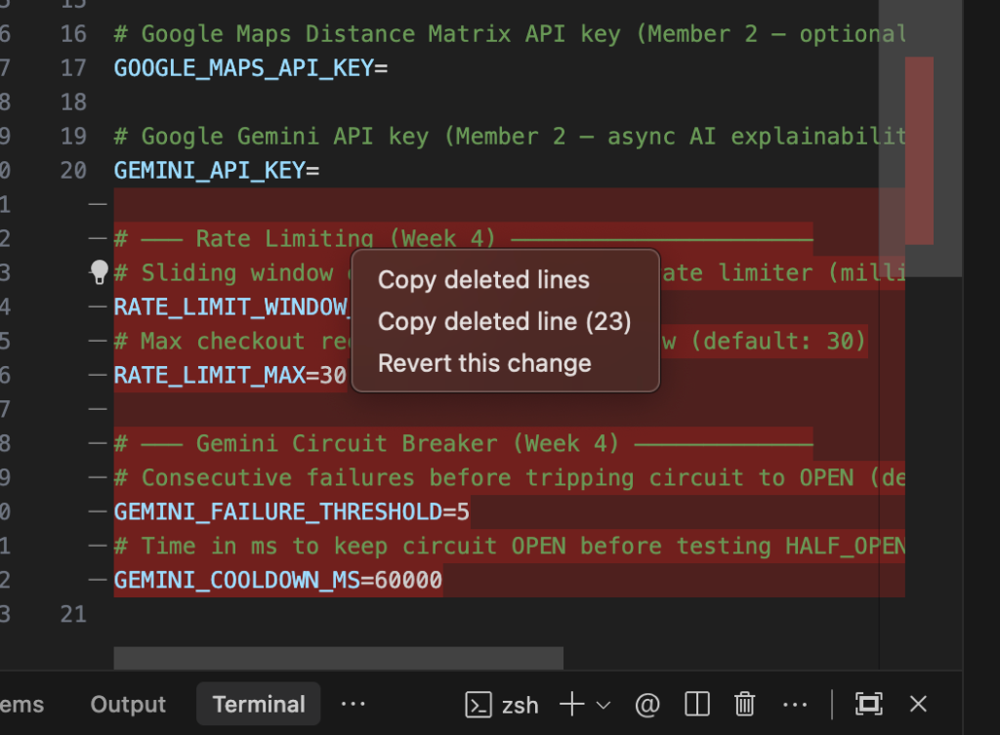 15
6 16 # Google Maps Distance Matrix API key (Member 2 — optional
7 17 GOOGLE_MAPS_API_KEY=
8 18
9 19 # Google Gemini API key (Member 2 — async AI explainabilit
0 20 GEMINI_API_KEY=
1 —
2 — # —— Rate Limiting (Week 4) ——————————
3 # Sliding window ate limiter (milli
4 — RATE_LIMIT_WINDOW_
5 — # Max checkout re w (default: 30)
6 — RATE_LIMIT_MAX=30
7 —
8 — # —— Gemini Circuit Breaker (Week 4) ——————
9 — # Consecutive failures before tripping circuit to OPEN (de
0 — GEMINI_FAILURE_THRESHOLD=5
1 — # Time in ms to keep circuit OPEN before testing HALF_OPEN
2 — GEMINI_COOLDOWN_MS=60000
3 21
Copy deleted lines
Copy deleted line (23)
Revert this change
ems Output Terminal ··· zsh